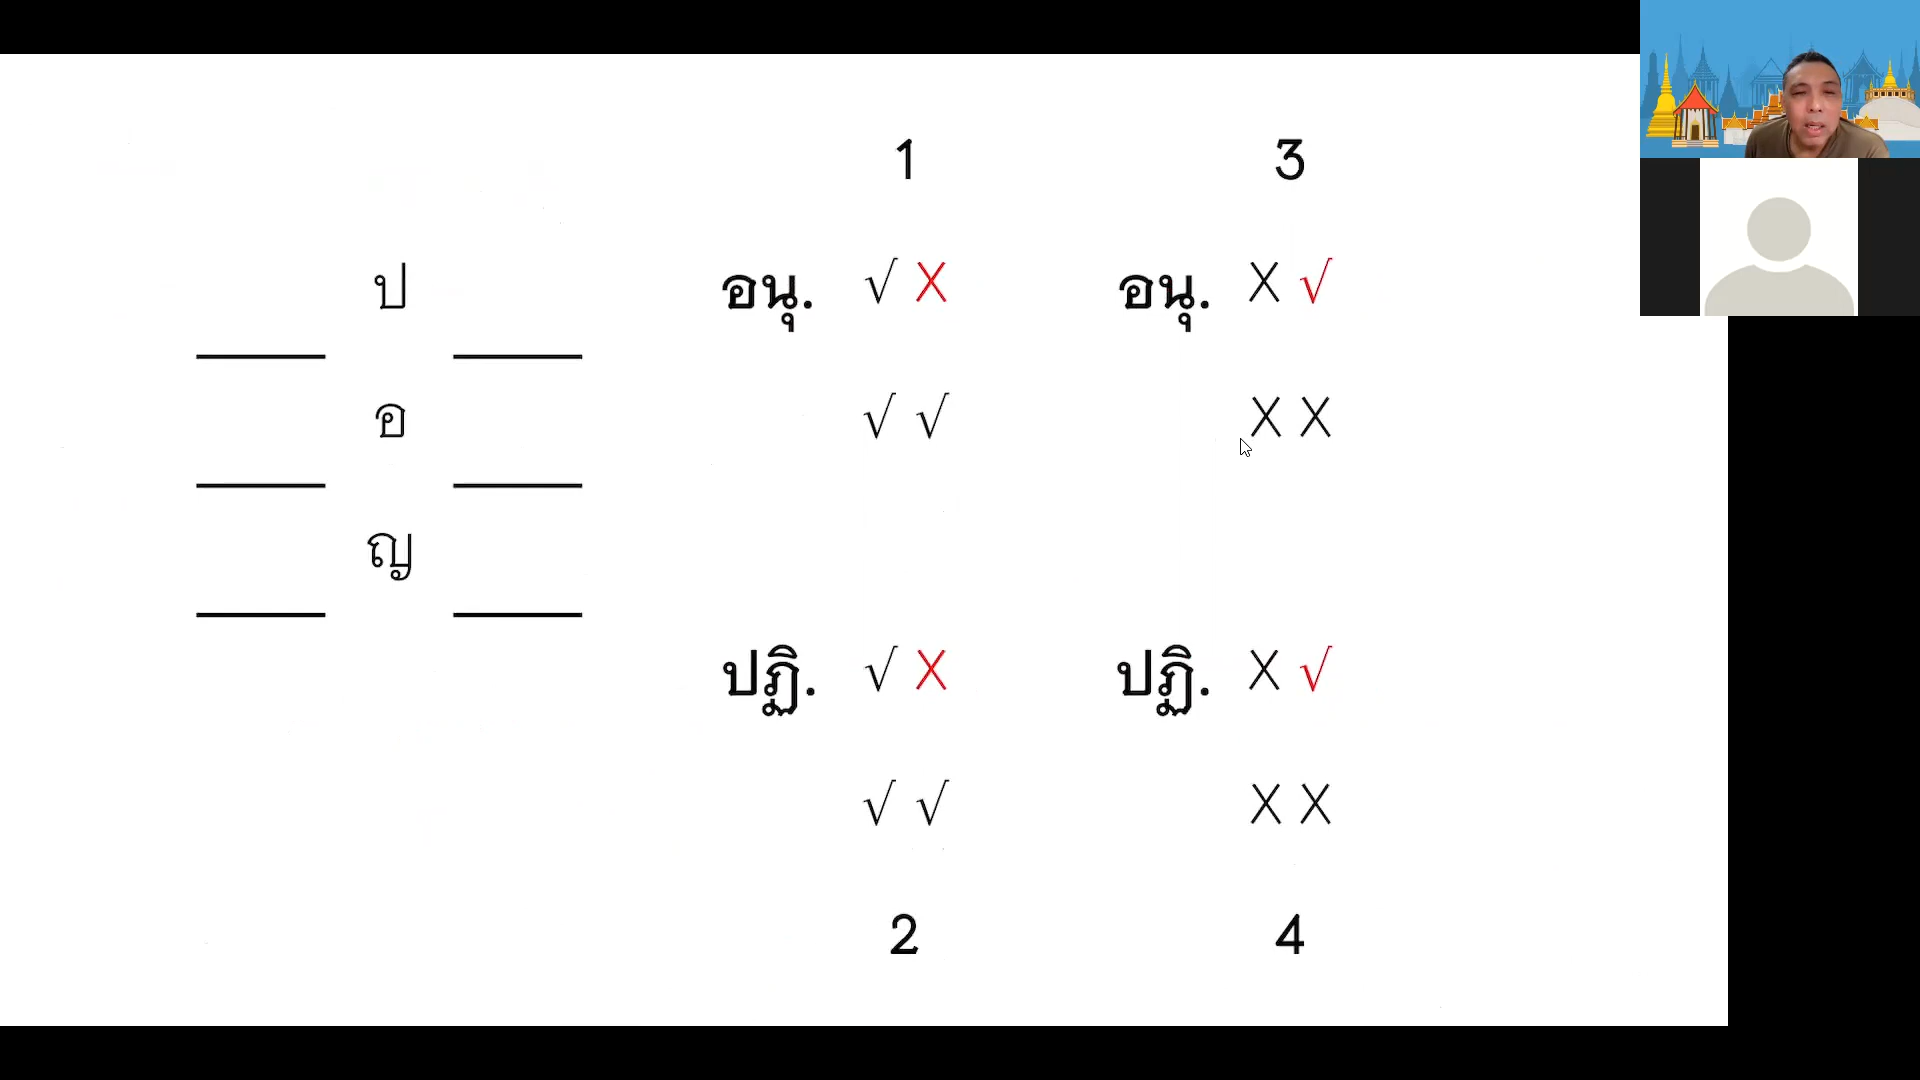 1 3
ป
อนุ. √ X
อนุ. X √
อ
√ √
X X
ญ
ปฏิ. √ X
ปฏิ. X √
√ √
X X
2 4